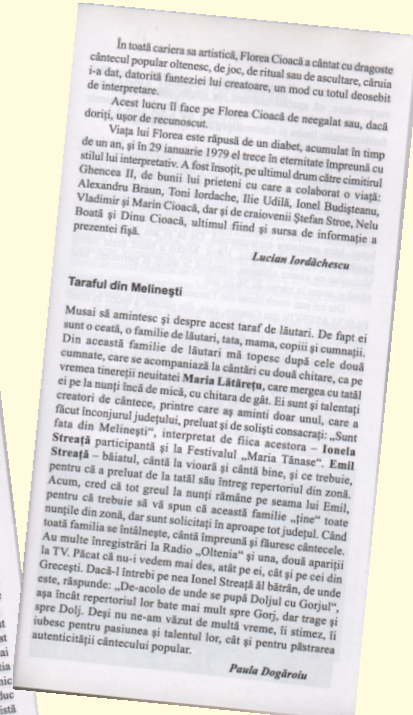 În toată cariera sa artistică, Florea Cioacă a cântat cu dragoste
cântecul popular oltenesc, de joc, de ritual sau de ascultare, căruia
i-a dat, datorită fanteziei lui creatoare, un mod cu totul deosebit
de interpretare.
Acest lucru îl face pe Florea Cioacă de neegalat sau, dacă
doriți, ușor de recunoscut.
Viața lui Florea este răpusă de un diabet, acumulat în timp
de un an, și în 29 ianuarie 1979 el trece în eternitate împreună cu
stilul lui interpretativ. A fost însoțit, pe ultimul drum către cimitirul
Ghencea II, de bunii lui prieteni cu care a colaborat o viață:
Alexandru Braun, Toni Iordache, Ilie Udilă, Ionel Budișteanu,
Vladimir și Marin Cioacă, dar și de craiovenii Ștefan Stroe, Nelu
Boată și Dinu Cioacă, ultimul fiind și sursa de informație a
prezentei fișă.
Lucian Iordăchescu
Taraful din Melinești
Musai să amintesc și despre acest taraf de lăutari. De fapt ei
sunt o ceată, o familie de lăutari, tata, mama, copiii și cumnații.
Din această familie de lăutari mă topesc după cele două
cumnate, care se acompaniază la cântări cu două chitare, ca pe
vremea tinereții neuitatei Maria Lătărețu, care mergea cu tatăl
ei pe la nunți încă de mică, cu chitara de gât. Ei sunt și talentați
creatori de cântece, printre care aș aminti doar unul, care a
făcut înconjurul județului, preluat și de soliști consacrați: „Sunt
fata din Melinești”, interpretat de fiica acestora – Ionela
Streață participantă și la Festivalul „Maria Tănase”. Emil
Streață – băiatul, cântă la vioară și cântă bine, și ce trebuie,
pentru că a preluat de la tatăl său întreg repertoriul din zonă.
Acum, cred că tot greul la nunți rămâne pe seama lui Emil,
pentru că trebuie să vă spun că această familie „ține” toate
nunțile din zonă, dar sunt solicitați în aproape tot județul. Când
toată familia se întâlnește, cântă împreună și făuresc cântecele.
Au multe înregistrări la Radio „Oltenia” și una, două apariții
la TV. Păcat că nu-i vedem mai des, atât pe ei, cât și pe cei din
Grecești. Dacă-l întrebi pe nea Ionel Streață ăl bătrân, de unde
este, răspunde: „De-acolo de unde se pupă Doljul cu Gorjul”,
așa încât repertoriul lor bate mai mult spre Gorj, dar trage și
spre Dolj. Deși nu ne-am văzut de multă vreme, îi stimez, îi
iubesc pentru pasiunea și talentul lor, cât și pentru păstrarea
autenticității cântecului popular.
Paula Dogăroiu